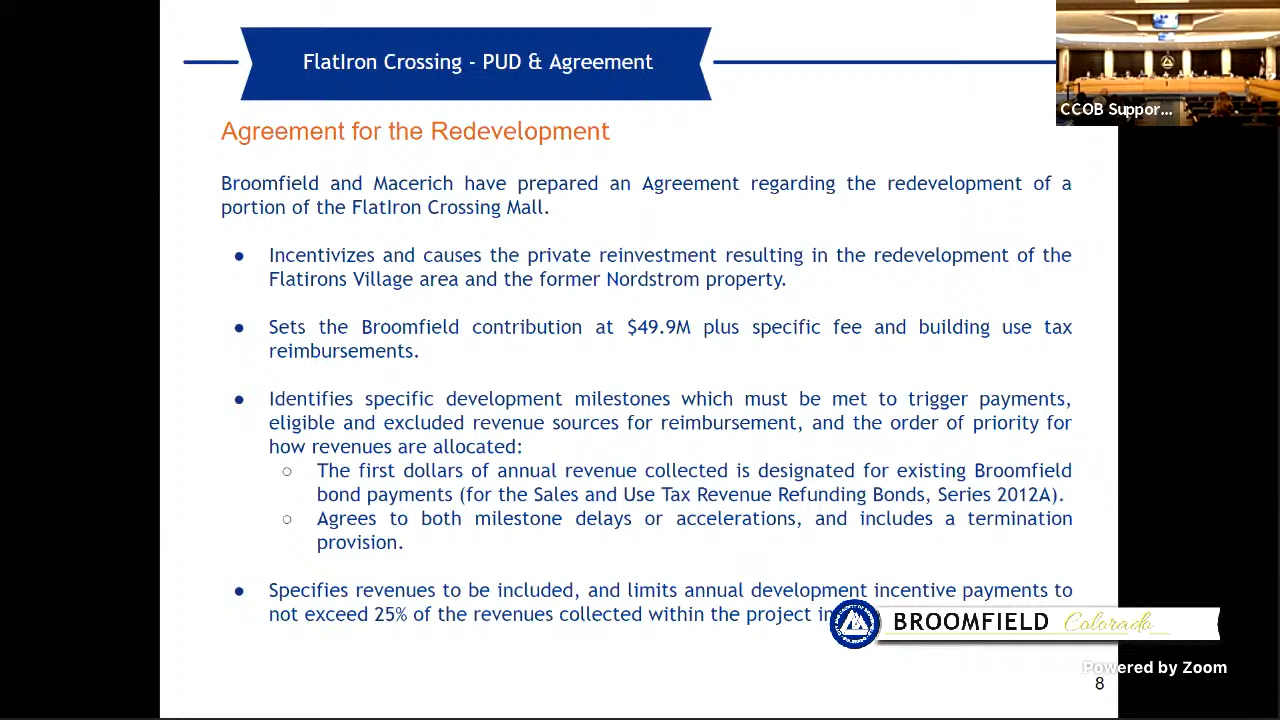 FlatIron Crossing - PUD & Agreement
CCOB Suppor...
Agreement for the Redevelopment
Broomfield and Macerich have prepared an Agreement regarding the redevelopment of a
portion of the FlatIron Crossing Mall.
● Incentivizes and causes the private reinvestment resulting in the redevelopment of the
Flatirons Village area and the former Nordstrom property.
● Sets the Broomfield contribution at $49.9M plus specific fee and building use tax
reimbursements.
● Identifies specific development milestones which must be met to trigger payments,
eligible and excluded revenue sources for reimbursement, and the order of priority for
how revenues are allocated:
○ The first dollars of annual revenue collected is designated for existing Broomfield
bond payments (for the Sales and Use Tax Revenue Refunding Bonds, Series 2012A).
○ Agrees to both milestone delays or accelerations, and includes a termination
provision.
● Specifies revenues to be included, and limits annual development incentive payments to
not exceed 25% of the revenues collected within the project in
BROOMFIELD Colorado
Powered by Zoom
8